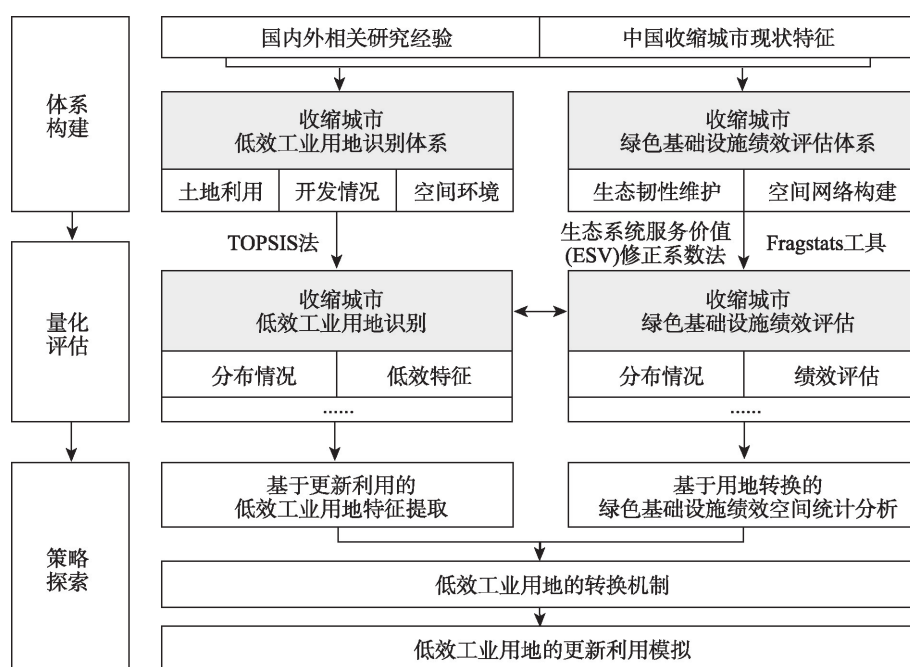 国内外相关研究经验
中国收缩城市现状特征
体系
构建
收缩城市
低效工业用地识别体系
收缩城市
绿色基础设施绩效评估体系
土地利用
开发情况
空间环境
生态韧性维护
空间网络构建
TOPSIS法
生态系统服务价值
(ESV)修正系数法
Fragstats工具
量化
评估
收缩城市
低效工业用地识别
收缩城市
绿色基础设施绩效评估
分布情况
低效特征
分布情况
绩效评估
......
......
策略
探索
基于更新利用的
低效工业用地特征提取
基于用地转换的
绿色基础设施绩效空间统计分析
低效工业用地的转换机制
低效工业用地的更新利用模拟